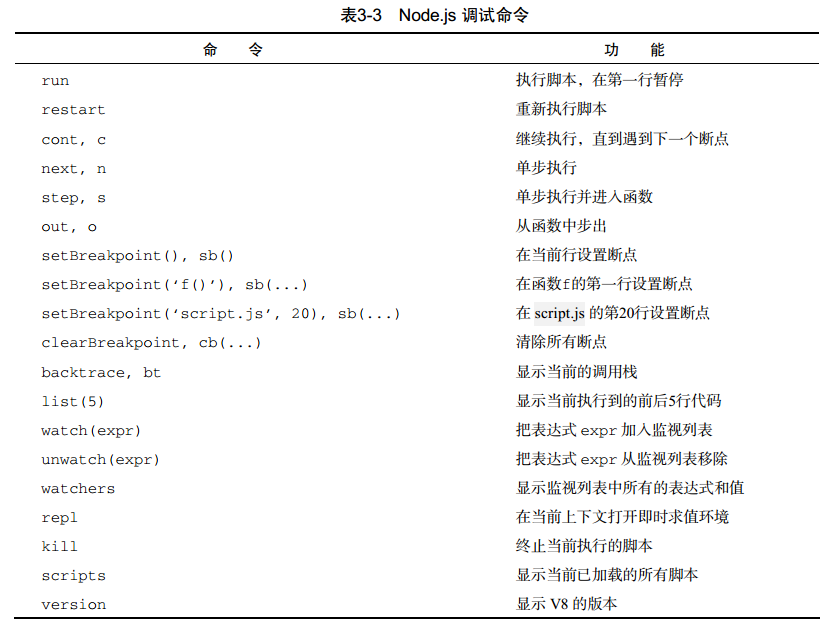 表3-3 Node.js 调试命令
命 令 功 能
run 执行脚本，在第一行暂停
restart 重新执行脚本
cont, c 继续执行，直到遇到下一个断点
next, n 单步执行
step, s 单步执行并进入函数
out, o 从函数中步出
setBreakpoint(), sb() 在当前行设置断点
setBreakpoint(‘f()’), sb(...) 在函数f的第一行设置断点
setBreakpoint(‘script.js’, 20), sb(...) 在 script.js 的第20行设置断点
clearBreakpoint, cb(...) 清除所有断点
backtrace, bt 显示当前的调用栈
list(5) 显示当前执行到的前后5行代码
watch(expr) 把表达式 expr 加入监视列表
unwatch(expr) 把表达式 expr 从监视列表移除
watchers 显示监视列表中所有的表达式和值
repl 在当前上下文打开即时求值环境
kill 终止当前执行的脚本
scripts 显示当前已加载的所有脚本
version 显示 V8 的版本